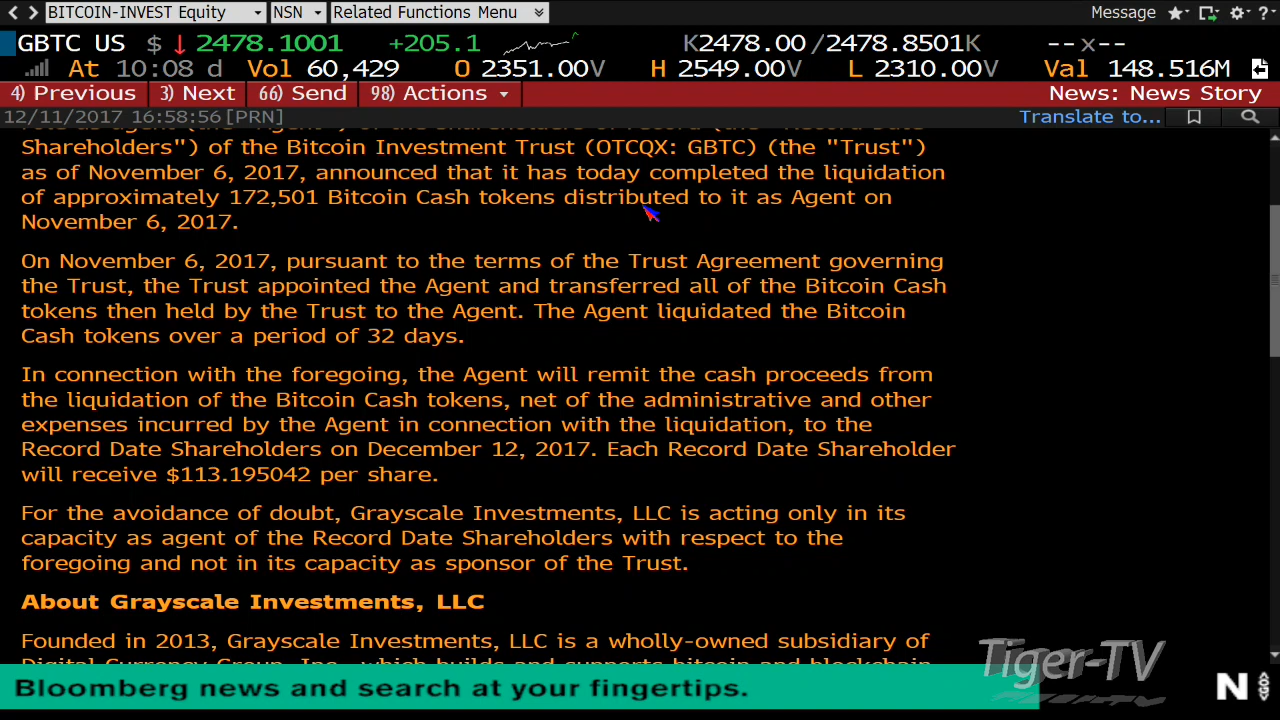 BITCOIN-INVEST Equity NSN Related Functions Menu Message
GBTC US $ 2478.1001 +205.1 K2478.00 /2478.8501K --x--
At 10:08 d Vol 60,429 O 2351.00V H 2549.00V L 2310.00V Val 148.516M
4) Previous 3) Next 66) Send 98) Actions News: News Story
12/11/2017 16:58:56[PRN] Translate to...
Shareholders") of the Bitcoin Investment Trust (OTCQX: GBTC) (the "Trust")
as of November 6, 2017, announced that it has today completed the liquidation
of approximately 172,501 Bitcoin Cash tokens distributed to it as Agent on
November 6, 2017.
On November 6, 2017, pursuant to the terms of the Trust Agreement governing
the Trust, the Trust appointed the Agent and transferred all of the Bitcoin Cash
tokens then held by the Trust to the Agent. The Agent liquidated the Bitcoin
Cash tokens over a period of 32 days.
In connection with the foregoing, the Agent will remit the cash proceeds from
the liquidation of the Bitcoin Cash tokens, net of the administrative and other
expenses incurred by the Agent in connection with the liquidation, to the
Record Date Shareholders on December 12, 2017. Each Record Date Shareholder
will receive $113.195042 per share.
For the avoidance of doubt, Grayscale Investments, LLC is acting only in its
capacity as agent of the Record Date Shareholders with respect to the
foregoing and not in its capacity as sponsor of the Trust.
About Grayscale Investments, LLC
Founded in 2013, Grayscale Investments, LLC is a wholly-owned subsidiary of
Digital Currency Group, Inc., which builds and supports bitcoin and blockchain
Tiger-TV
Bloomberg news and search at your fingertips.
N